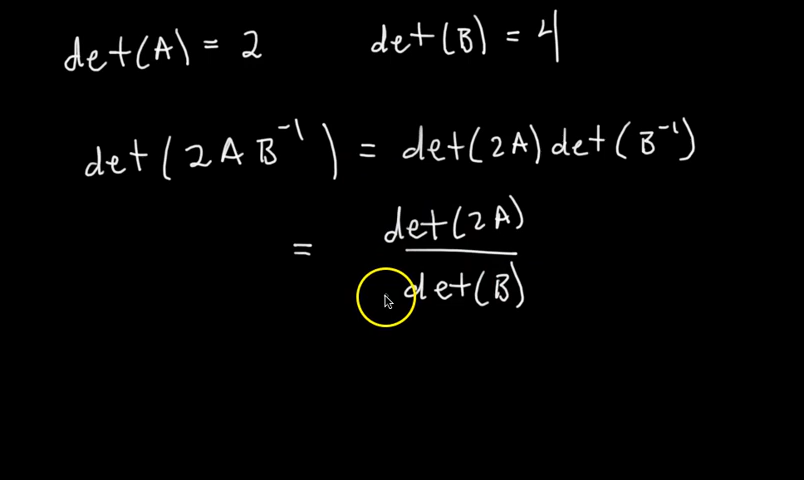 det(A) = 2 det(B) = 4
det(2AB⁻¹) = det(2A) det(B⁻¹)
= det(2A)
det(B)